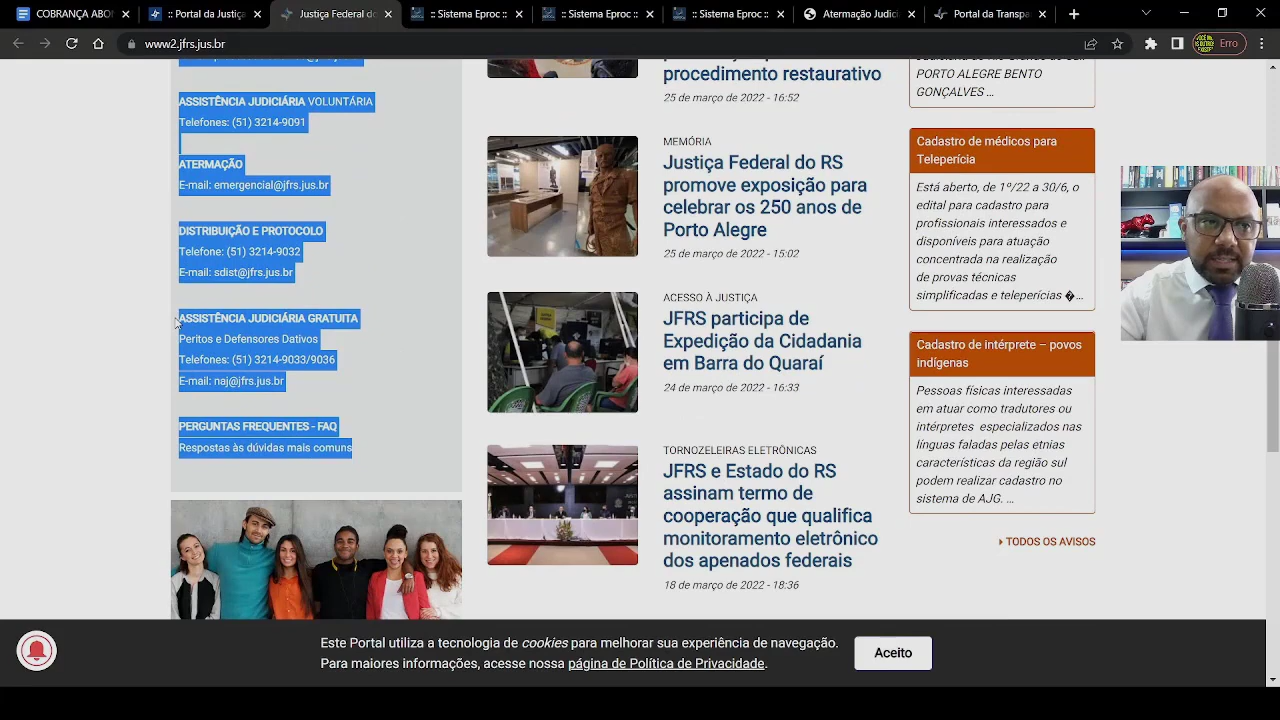 COBRANÇA ABO
:: Portal da Justiça
Justiça Federal do
:: Sistema Eproc ::
:: Sistema Eproc ::
:: Sistema Eproc ::
Atermação Judici
Portal da Transpa
www2.jfrs.jus.br
Erro
ASSISTÊNCIA JUDICIÁRIA VOLUNTÁRIA
Telefones: (51) 3214-9091
ATERMAÇÃO
E-mail: emergencial@jfrs.jus.br
DISTRIBUIÇÃO E PROTOCOLO
Telefone: (51) 3214-9032
E-mail: sdist@jfrs.jus.br
ASSISTÊNCIA JUDICIÁRIA GRATUITA
Peritos e Defensores Dativos
Telefones: (51) 3214-9033/9036
E-mail: naj@jfrs.jus.br
PERGUNTAS FREQUENTES - FAQ
Respostas às dúvidas mais comuns
procedimento restaurativo
25 de março de 2022 - 16:52
MEMÓRIA
Justiça Federal do RS
promove exposição para
celebrar os 250 anos de
Porto Alegre
25 de março de 2022 - 15:02
ACESSO À JUSTIÇA
JFRS participa de
Expedição da Cidadania
em Barra do Quaraí
24 de março de 2022 - 16:33
TORNOZELEIRAS ELETRÔNICAS
JFRS e Estado do RS
assinam termo de
cooperação que qualifica
monitoramento eletrônico
dos apenados federais
18 de março de 2022 - 18:36
PORTO ALEGRE BENTO
GONÇALVES ...
Cadastro de médicos para
Teleperícia
Está aberto, de 1º/22 a 30/6, o
edital para cadastro para
profissionais interessados e
disponíveis para atuação
concentrada na realização
de provas técnicas
simplificadas e teleperícias �...
Cadastro de intérprete – povos
indígenas
Pessoas físicas interessadas
em atuar como tradutores ou
intérpretes especializados nas
línguas faladas pelas etnias
características da região sul
podem realizar cadastro no
sistema de AJG. ...
TODOS OS AVISOS
Este Portal utiliza a tecnologia de cookies para melhorar sua experiência de navegação.
Para maiores informações, acesse nossa página de Política de Privacidade.
Aceito